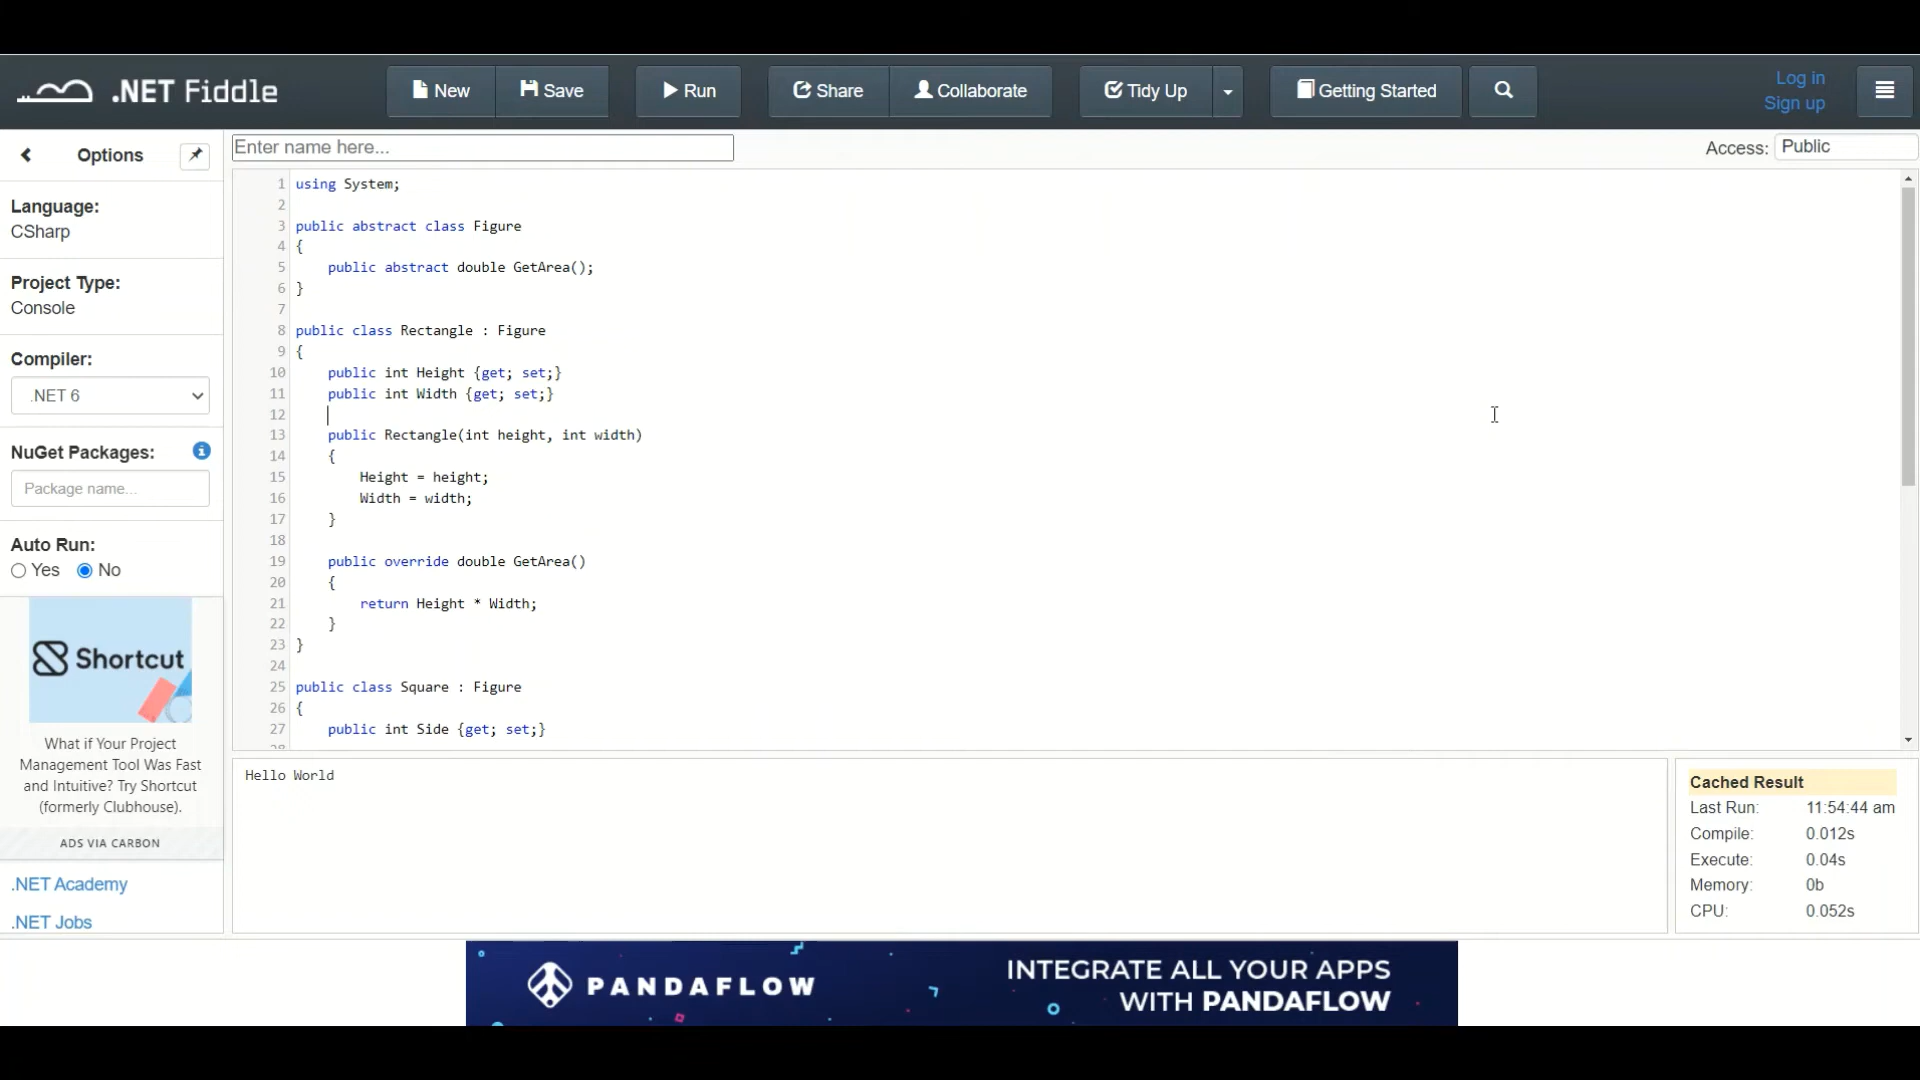 .NET Fiddle
New
Save
Run
Share
Collaborate
Tidy Up
Getting Started
Log in
Sign up
Options
Enter name here...
Access:
Public
Language:
CSharp
Project Type:
Console
Compiler:
.NET 6
NuGet Packages:
Package name...
Auto Run:
Yes
No
Shortcut
What if Your Project
Management Tool Was Fast
and Intuitive? Try Shortcut
(formerly Clubhouse).
ADS VIA CARBON
.NET Academy
.NET Jobs
1 using System;
2
3 public abstract class Figure
4 {
5 public abstract double GetArea();
6 }
7
8 public class Rectangle : Figure
9 {
10 public int Height {get; set;}
11 public int Width {get; set;}
12
13 public Rectangle(int height, int width)
14 {
15 Height = height;
16 Width = width;
17 }
18
19 public override double GetArea()
20 {
21 return Height * Width;
22 }
23 }
24
25 public class Square : Figure
26 {
27 public int Side {get; set;}
Hello World
Cached Result
Last Run: 11:54:44 am
Compile: 0.012s
Execute: 0.04s
Memory: 0b
CPU: 0.052s
PANDAFLOW
INTEGRATE ALL YOUR APPS
WITH PANDAFLOW